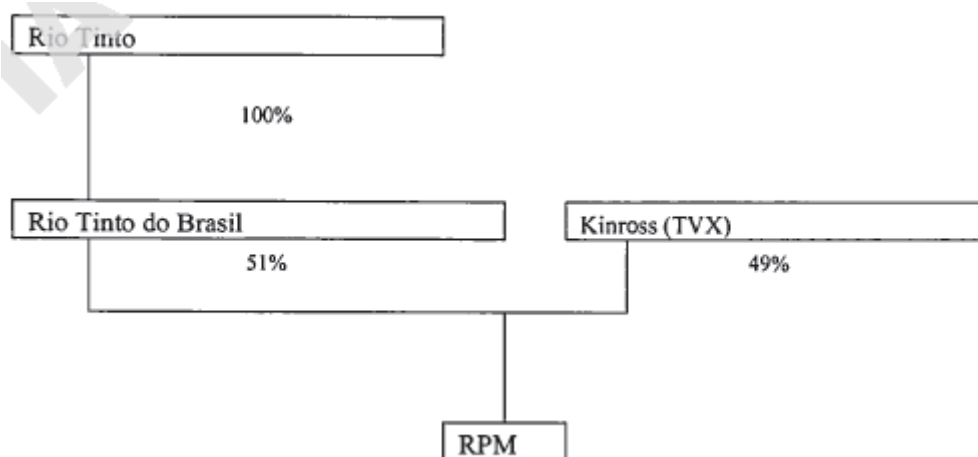 Rio Tinto
100%
Rio Tinto do Brasil
Kinross (TVX)
51%
49%
RPM